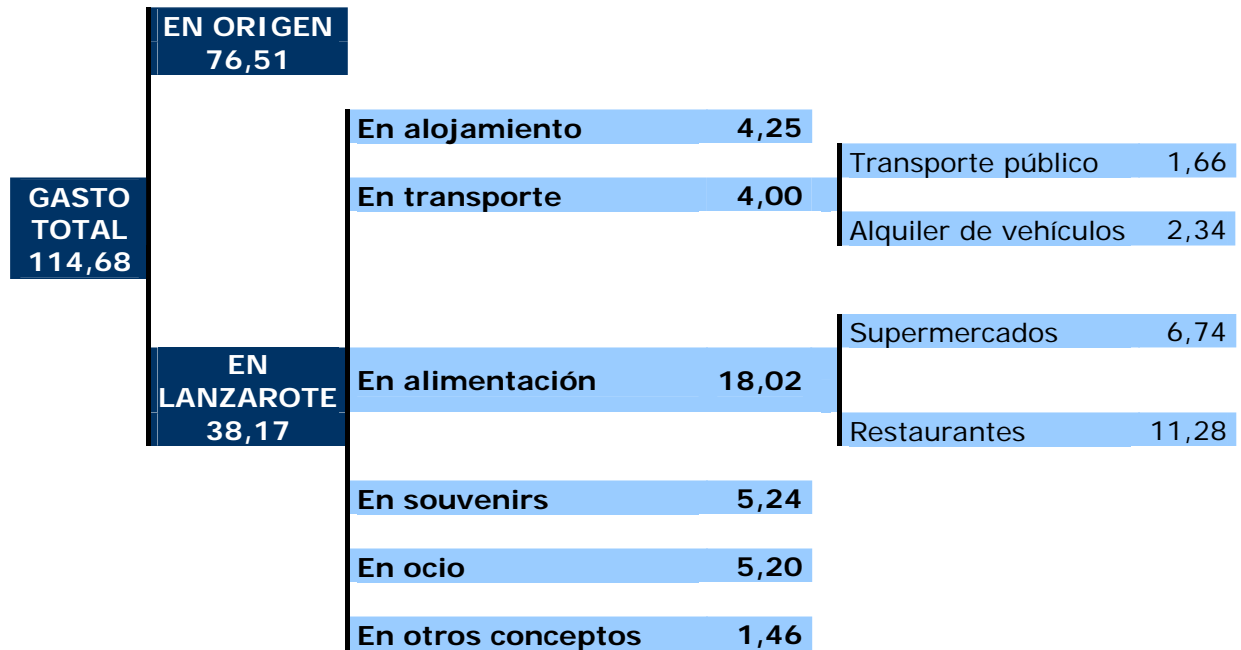 EN ORIGEN
76,51
En alojamiento 4,25
Transporte público 1,66
GASTO
TOTAL
114,68
En transporte 4,00
Alquiler de vehículos 2,34
Supermercados 6,74
EN
LANZAROTE
38,17
En alimentación 18,02
Restaurantes 11,28
En souvenirs 5,24
En ocio 5,20
En otros conceptos 1,46